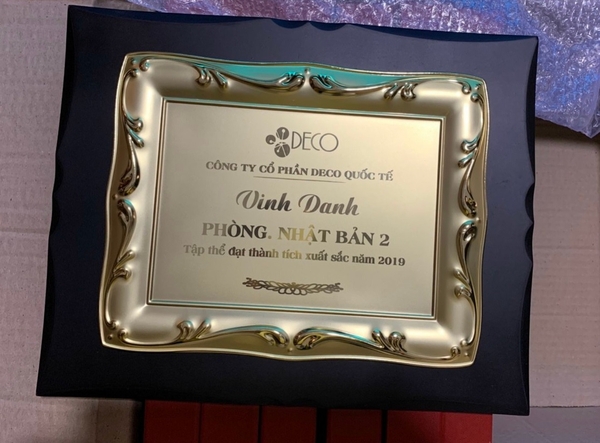 DECO
CÔNG TY CỔ PHẦN DECO QUỐC TẾ
Vinh Danh
PHÒNG. NHẬT BẢN 2
Tập thể đạt thành tích xuất sắc năm 2019